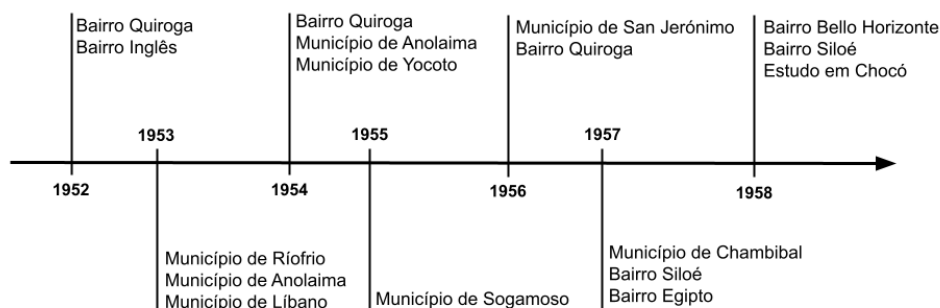 Bairro Quiroga
Bairro Inglês
Bairro Quiroga
Município de Anolaima
Município de Yocoto
Município de San Jerónimo
Bairro Quiroga
Bairro Bello Horizonte
Bairro Siloé
Estudo em Chocó
1953
1955
1957
1952
1954
1956
1958
Município de Ríofrio
Município de Anolaima
Município de Líbano
Município de Sogamoso
Município de Chambibal
Bairro Siloé
Bairro Egipto